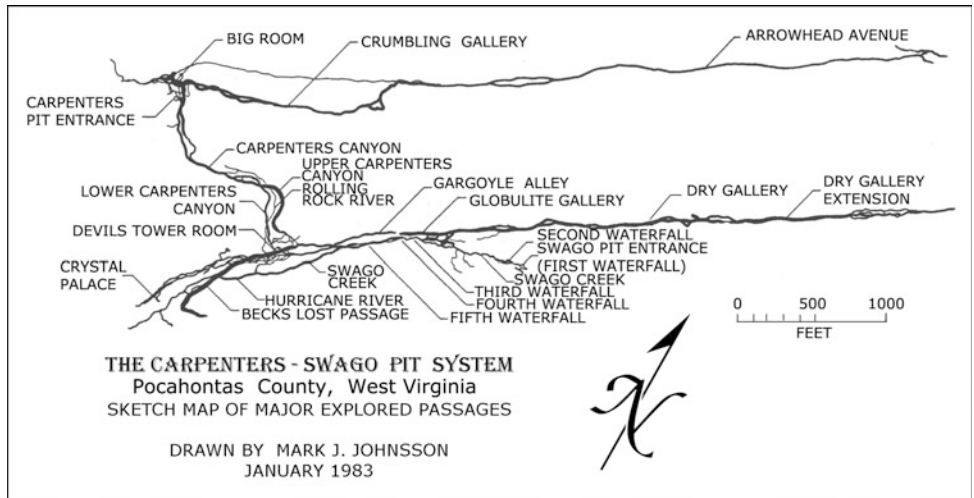 BIG ROOM
CRUMBLING GALLERY
ARROWHEAD AVENUE
CARPENTERS
PIT ENTRANCE
CARPENTERS CANYON
UPPER CARPENTERS
CANYON
ROLLING
ROCK RIVER
LOWER CARPENTERS
CANYON
DEVILS TOWER ROOM
CRYSTAL
PALACE
GARGOYLE ALLEY
GLOBULITE GALLERY
DRY GALLERY
DRY GALLERY
EXTENSION
SECOND WATERFALL
SWAGO PIT ENTRANCE
(FIRST WATERFALL)
SWAGO CREEK
THIRD WATERFALL
FOURTH WATERFALL
FIFTH WATERFALL
SWAGO
CREEK
HURRICANE RIVER
BECKS LOST PASSAGE
0 500 1000
FEET
THE CARPENTERS - SWAGO PIT SYSTEM
Pocahontas County, West Virginia
SKETCH MAP OF MAJOR EXPLORED PASSAGES
DRAWN BY MARK J. JOHNSSON
JANUARY 1983
N